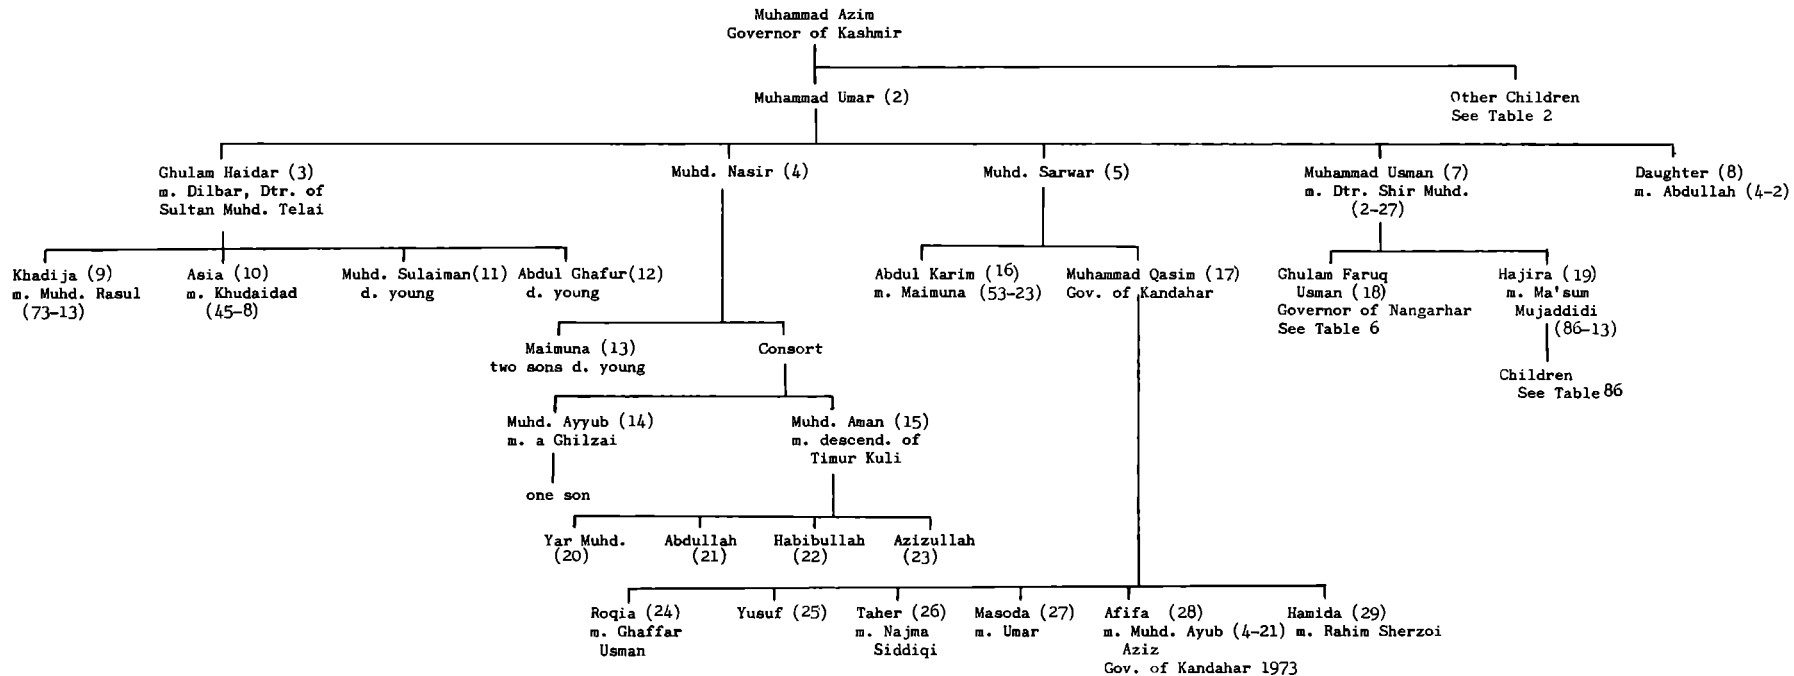 Muhammad Azim
Governor of Kashmir
Muhammad Umar (2)
Other Children
See Table 2
Ghulam Haidar (3)
m. Dilbar, Dtr. of
Sultan Muhd. Telai
Muhd. Nasir (4)
Muhd. Sarwar (5)
Muhammad Usman (7)
m. Dtr. Shir Muhd.
(2-27)
Daughter (8)
m. Abdullah (4-2)
Khadija (9)
m. Muhd. Rasul
(73-13)
Asia (10)
m. Khudaidad
(45-8)
Muhd. Sulaiman (11)
d. young
Abdul Ghafur (12)
d. young
Abdul Karim (16)
m. Maimuna (53-23)
Muhammad Qasim (17)
Gov. of Kandahar
Ghulam Faruq
Usman (18)
Governor of Nangarhar
See Table 6
Hajira (19)
m. Ma'sum
Mujaddidi
(86-13)
Children
See Table 86
Maimuna (13)
two sons d. young
Consort
Muhd. Ayyub (14)
m. a Ghilzai
one son
Muhd. Aman (15)
m. descend. of
Timur Kuli
Yar Muhd.
(20)
Abdullah
(21)
Habibullah
(22)
Azizullah
(23)
Roqia (24)
m. Ghaffar
Usman
Yusuf (25)
Taher (26)
m. Najma
Siddiqi
Masoda (27)
m. Umar
Afifa (28)
m. Muhd. Ayub (4-21)
Aziz
Gov. of Kandahar 1973
Hamida (29)
m. Rahim Sherzoi